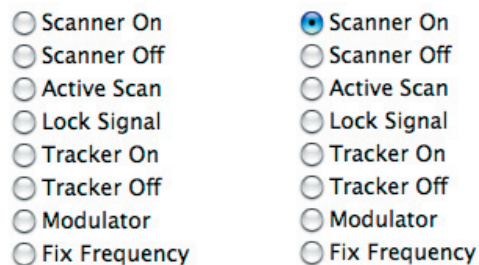 Scanner On
Scanner Off
Active Scan
Lock Signal
Tracker On
Tracker Off
Modulator
Fix Frequency
Scanner On
Scanner Off
Active Scan
Lock Signal
Tracker On
Tracker Off
Modulator
Fix Frequency